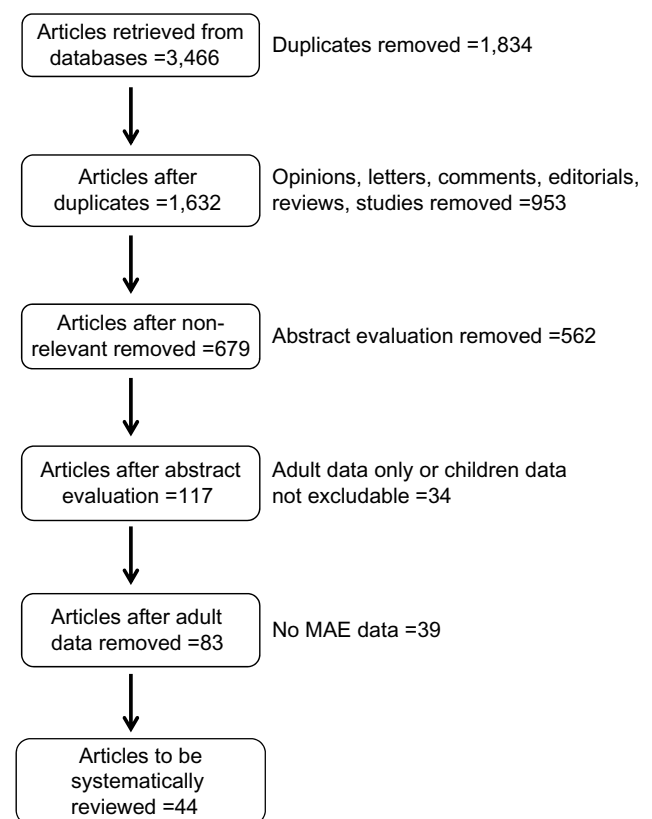 Articles retrieved from
databases =3,466
Duplicates removed =1,834
Articles after
duplicates =1,632
Opinions, letters, comments, editorials,
reviews, studies removed =953
Articles after non-
relevant removed =679
Abstract evaluation removed =562
Articles after abstract
evaluation =117
Adult data only or children data
not excludable =34
Articles after adult
data removed =83
No MAE data =39
Articles to be
systematically
reviewed =44